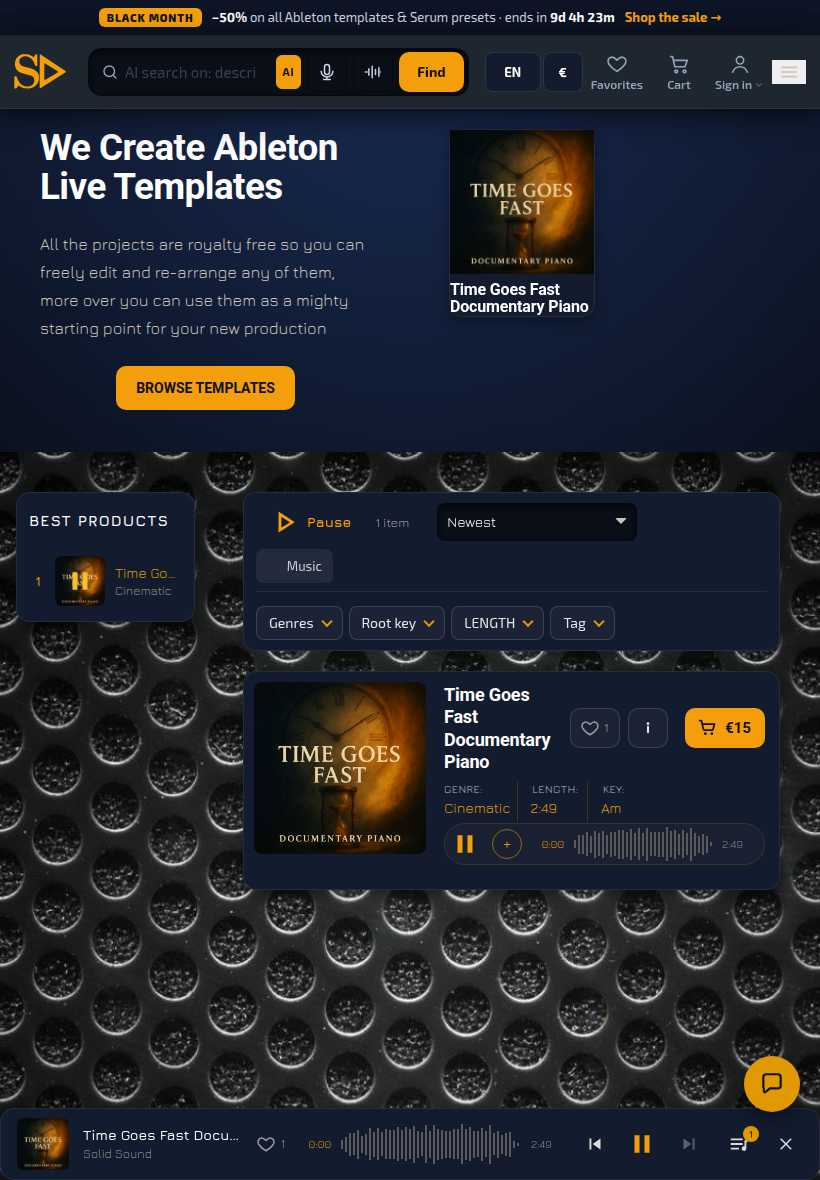 BLACK MONTH −50% on all Ableton templates & Serum presets · ends in 9d 4h 23m Shop the sale →
S
AI search on: descri AI Find EN € Favorites Cart Sign in
We Create Ableton
Live Templates
All the projects are royalty free so you can
freely edit and re-arrange any of them,
more over you can use them as a mighty
starting point for your new production
BROWSE TEMPLATES
TIME GOES
FAST
DOCUMENTARY PIANO
Time Goes Fast
Documentary Piano
BEST PRODUCTS
1 Time Go...
Cinematic
Pause 1 item Newest
Music
Genres Root key LENGTH Tag
TIME GOES
FAST
DOCUMENTARY PIANO
Time Goes
Fast
Documentary
Piano
1 i €15
GENRE: LENGTH: KEY:
Cinematic 2:49 Am
+ 0:00 2:49
TIME GOES
FAST
Time Goes Fast Docu...
Solid Sound
1 0:00 2:49 1